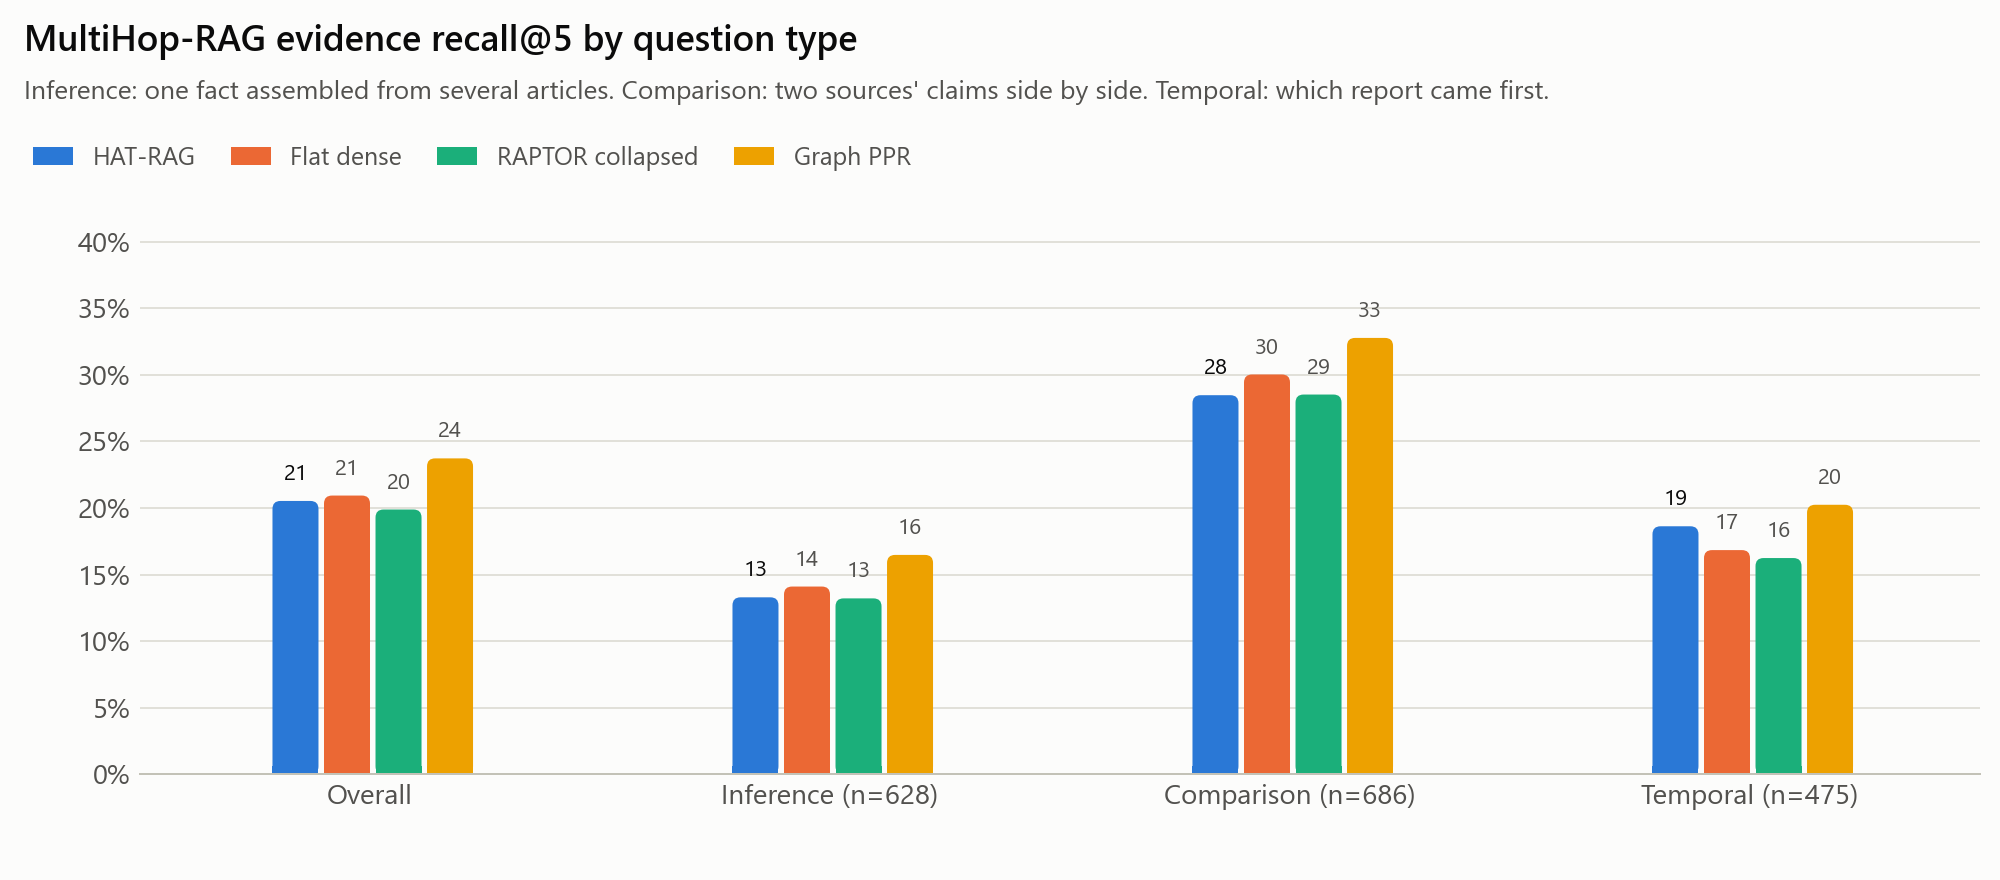 MultiHop-RAG evidence recall@5 by question type
Inference: one fact assembled from several articles. Comparison: two sources' claims side by side. Temporal: which report came first.
HAT-RAG Flat dense RAPTOR collapsed Graph PPR
40%
35%
30%
25%
20%
15%
10%
5%
0%
21 21 20 24
13 14 13 16
28 30 29 33
19 17 16 20
Overall Inference (n=628) Comparison (n=686) Temporal (n=475)